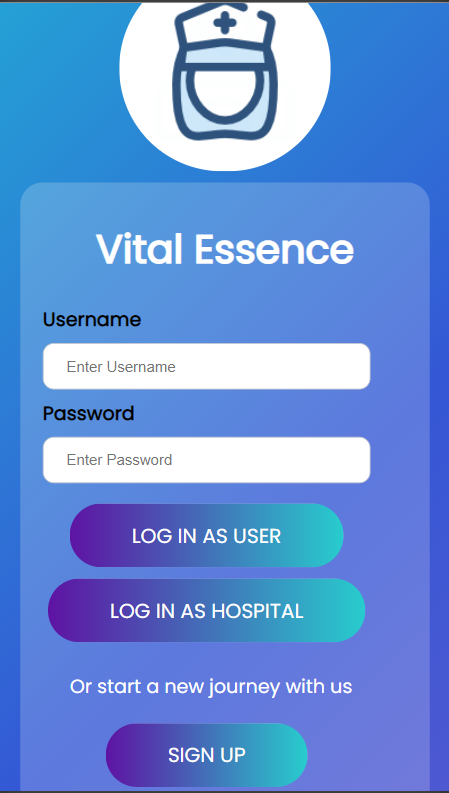 Vital Essence
Username
Enter Username
Password
Enter Password
LOG IN AS USER
LOG IN AS HOSPITAL
Or start a new journey with us
SIGN UP